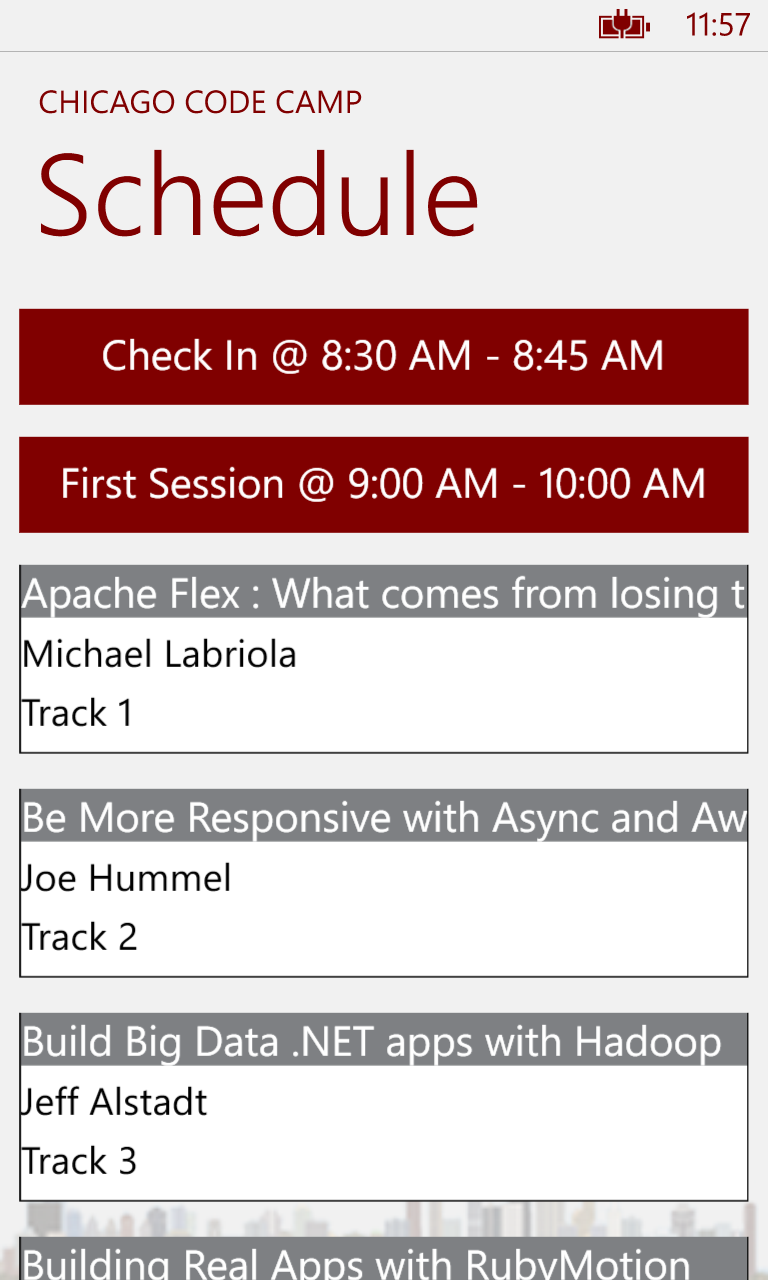 11:57
CHICAGO CODE CAMP
Schedule
Check In @ 8:30 AM - 8:45 AM
First Session @ 9:00 AM - 10:00 AM
Apache Flex : What comes from losing t
Michael Labriola
Track 1
Be More Responsive with Async and Aw
Joe Hummel
Track 2
Build Big Data .NET apps with Hadoop
Jeff Alstadt
Track 3
Building Real Apps with RubyMotion